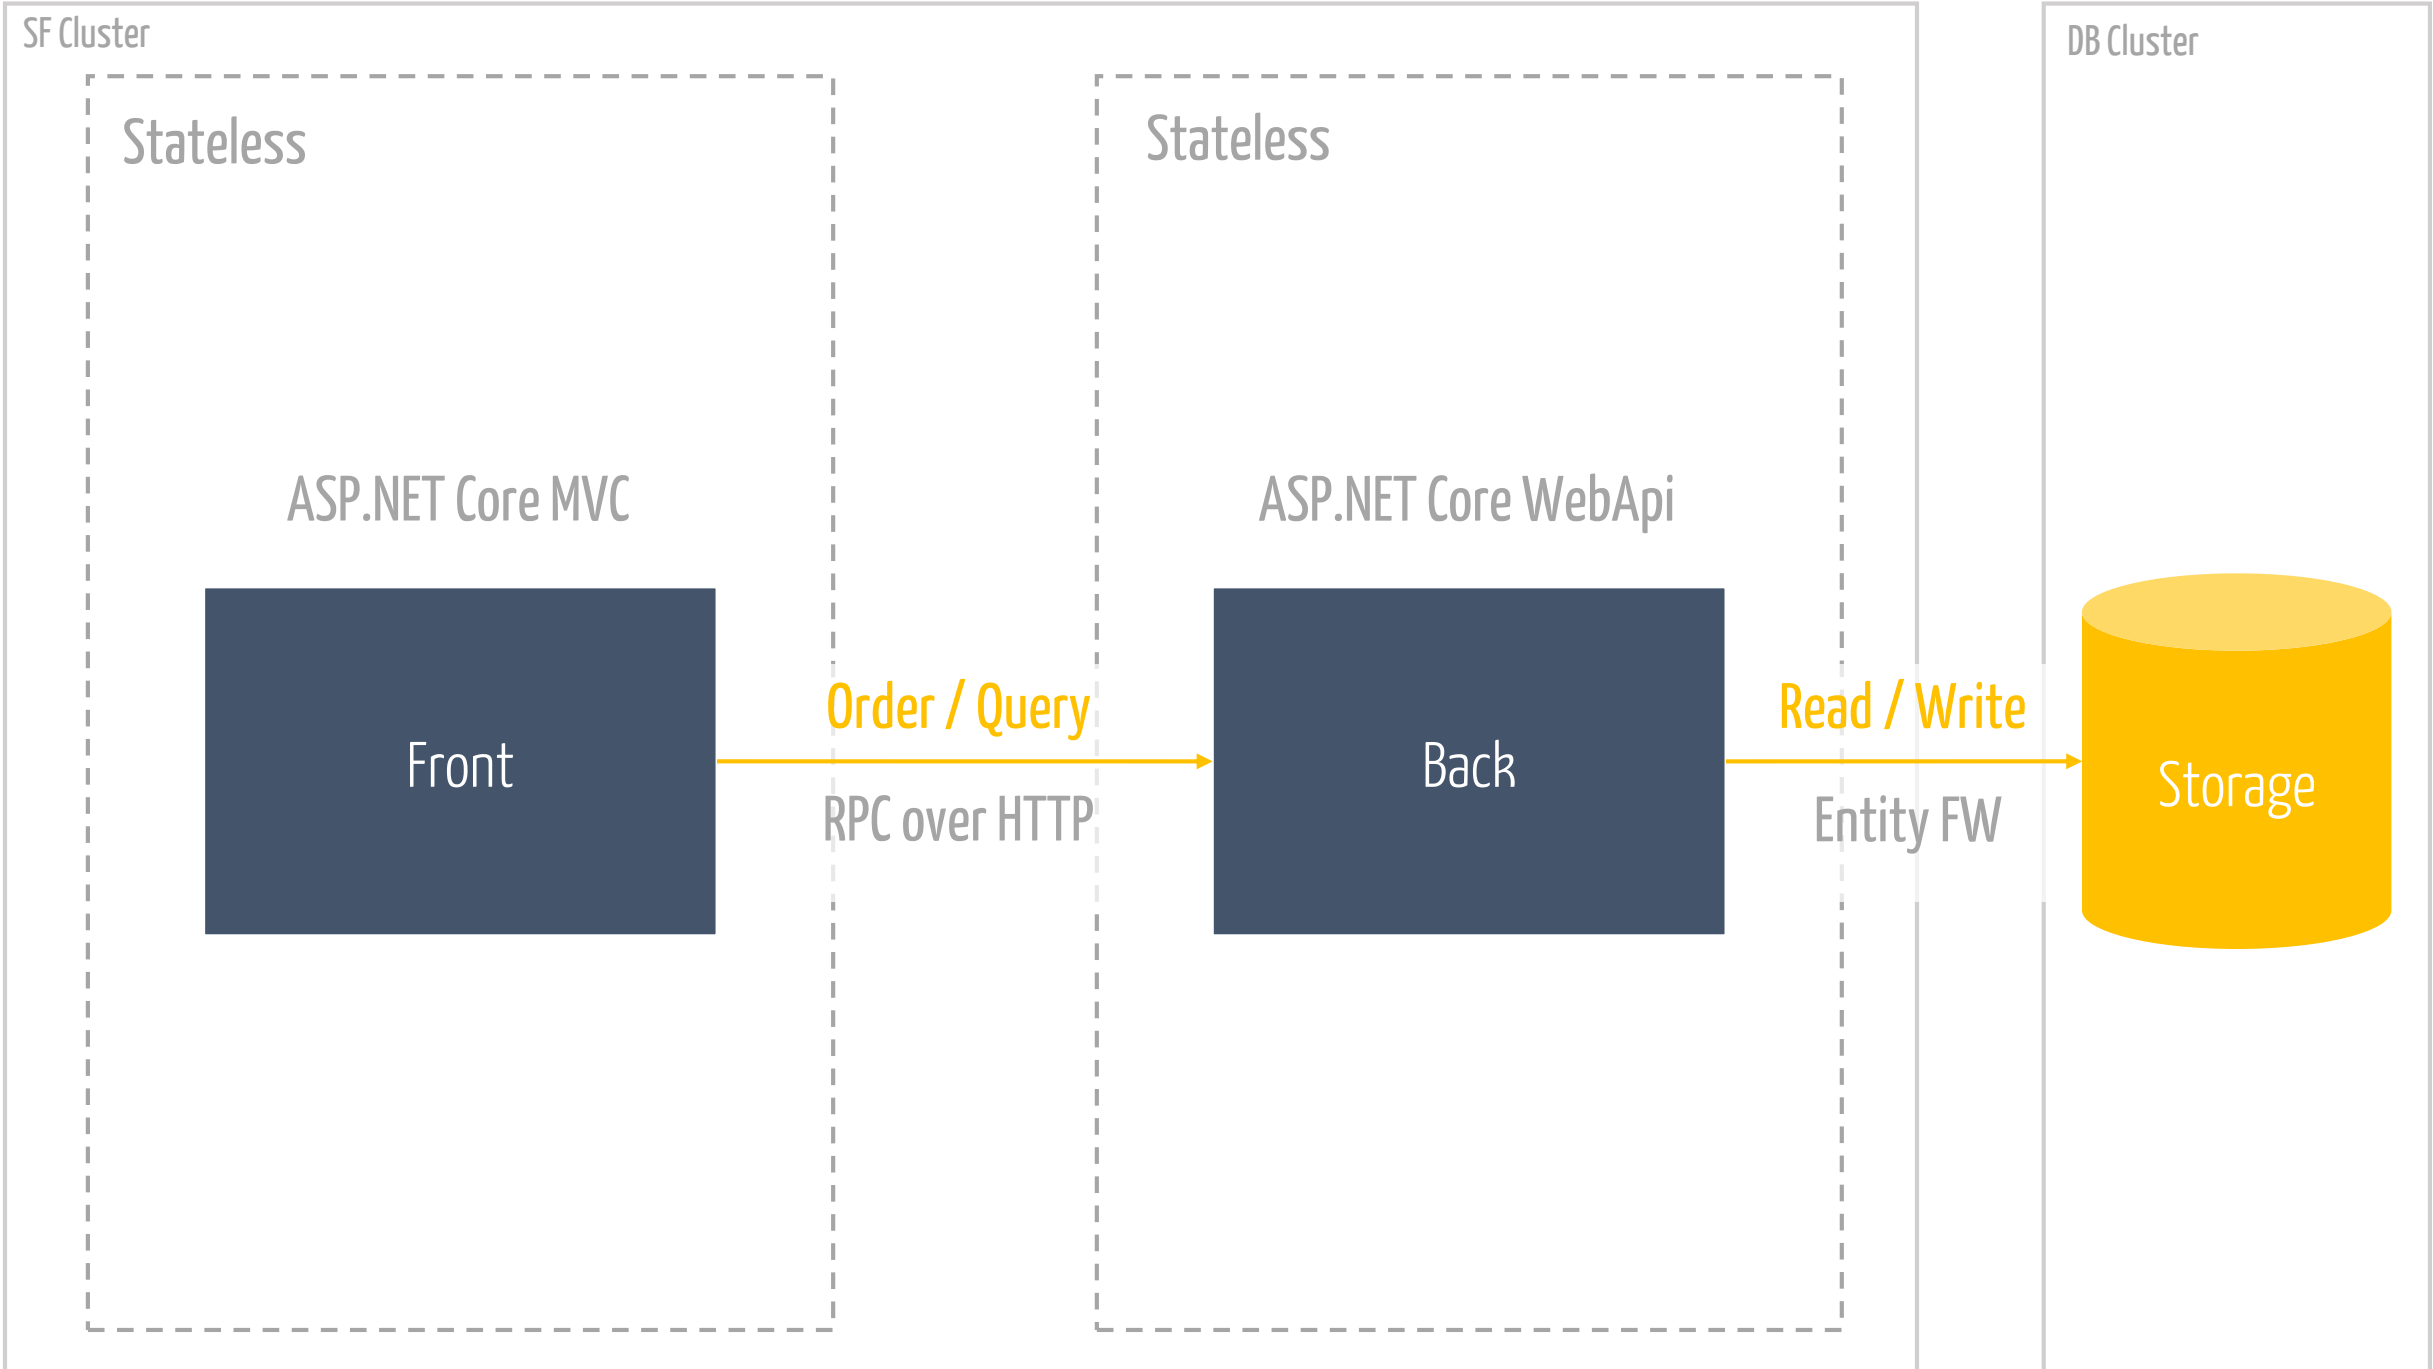 SF Cluster
DB Cluster
Stateless
Stateless
ASP.NET Core MVC
ASP.NET Core WebApi
Front
Order / Query
RPC over HTTP
Back
Read / Write
Entity FW
Storage